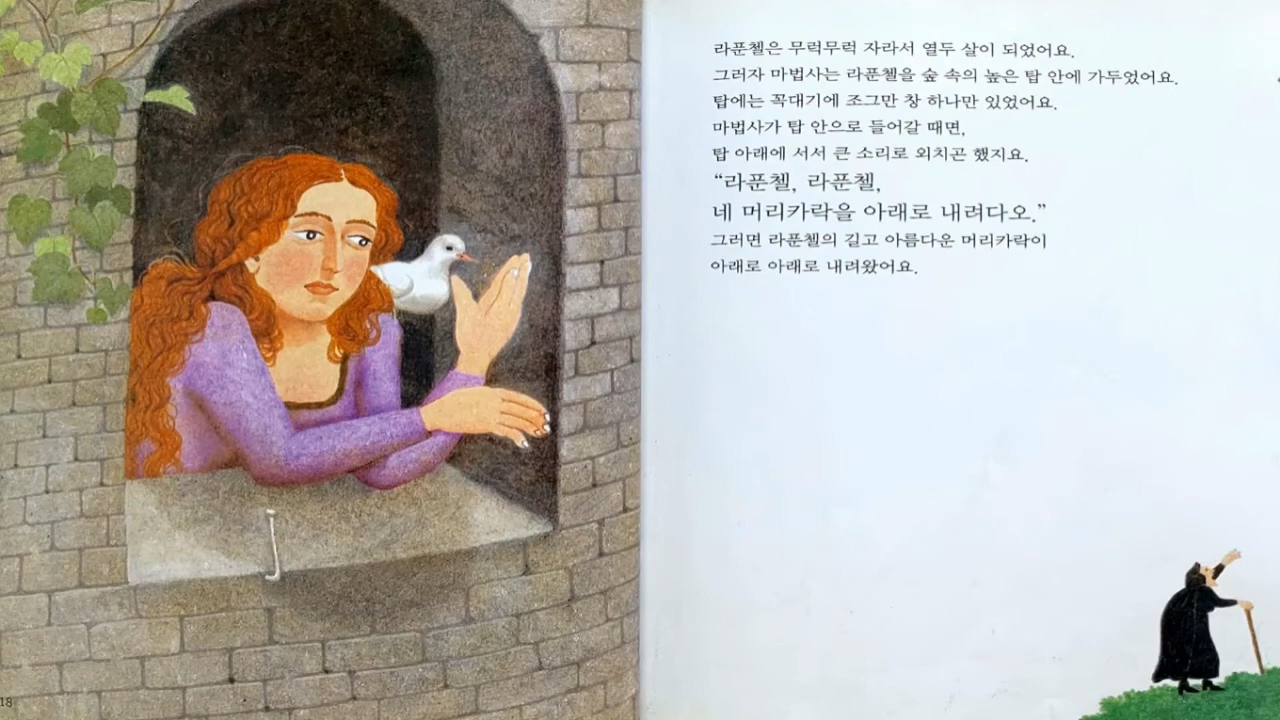 라푼첼은 무럭무럭 자라서 열두 살이 되었어요.
그러자 마법사는 라푼첼을 숲 속의 높은 탑 안에 가두었어요.
탑에는 꼭대기에 조그만 창 하나만 있었어요.
마법사가 탑 안으로 들어갈 때면,
탑 아래에 서서 큰 소리로 외치곤 했지요.
“라푼첼, 라푼첼,
네 머리카락을 아래로 내려다오.”
그러면 라푼첼의 길고 아름다운 머리카락이
아래로 아래로 내려왔어요.
18